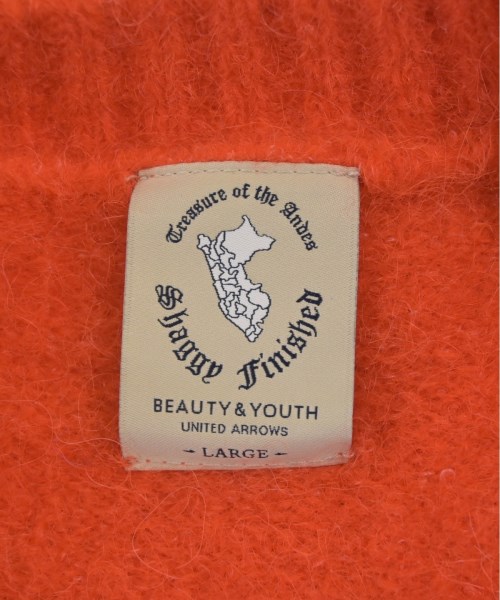 Treasure of the Andes
Shaggy Finished
BEAUTY & YOUTH
UNITED ARROWS
- LARGE -